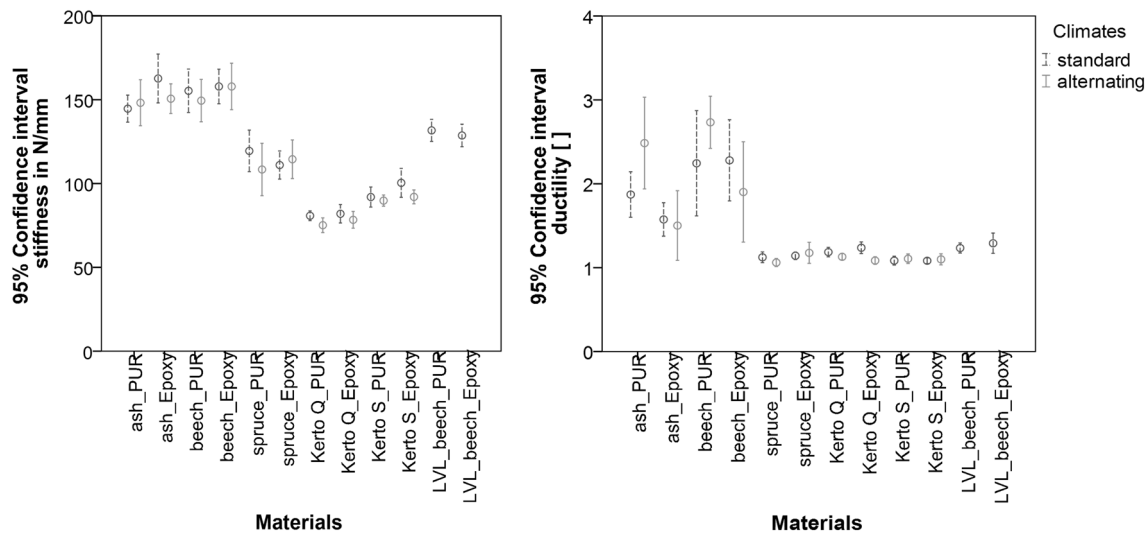 95% Confidence interval
stiffness in N/mm
200
150
100
50
0
ash_PUR
ash_Epoxy
beech_PUR
beech_Epoxy
spruce_PUR
spruce_Epoxy
Kerto Q_PUR
Kerto Q_Epoxy
Kerto S_PUR
Kerto S_Epoxy
LVL_beech_PUR
LVL_beech_Epoxy
Materials
95% Confidence interval
ductility [ ]
4
3
2
1
0
ash_PUR
ash_Epoxy
beech_PUR
beech_Epoxy
spruce_PUR
spruce_Epoxy
Kerto Q_PUR
Kerto Q_Epoxy
Kerto S_PUR
Kerto S_Epoxy
LVL_beech_PUR
LVL_beech_Epoxy
Materials
Climates
standard
alternating